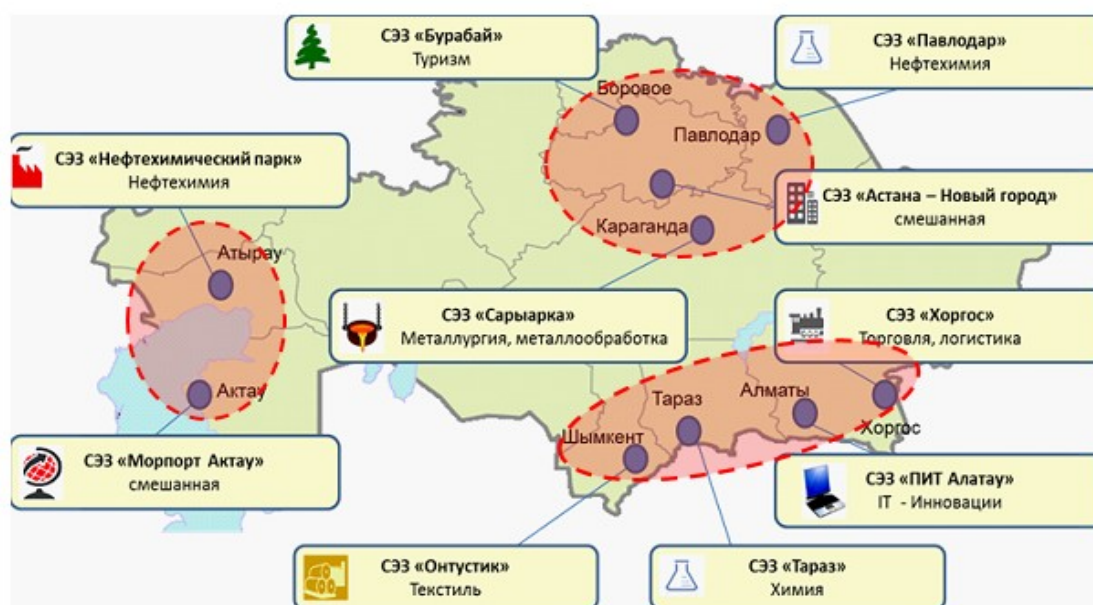 СЭЗ «Бурабай»
Туризм
СЭЗ «Павлодар»
Нефтехимия
Боровое
Павлодар
СЭЗ «Нефтехимический парк»
Нефтехимия
СЭЗ «Астана – Новый город»
смешанная
Караганда
Атырау
СЭЗ «Сарыарка»
Металлургия, металлообработка
СЭЗ «Хоргос»
Торговля, логистика
Актау
Тараз
Алматы
Хоргос
Шымкент
СЭЗ «Морпорт Актау»
смешанная
СЭЗ «ПИТ Алатау»
IT - Инновации
СЭЗ «Онтустик»
Текстиль
СЭЗ «Тараз»
Химия